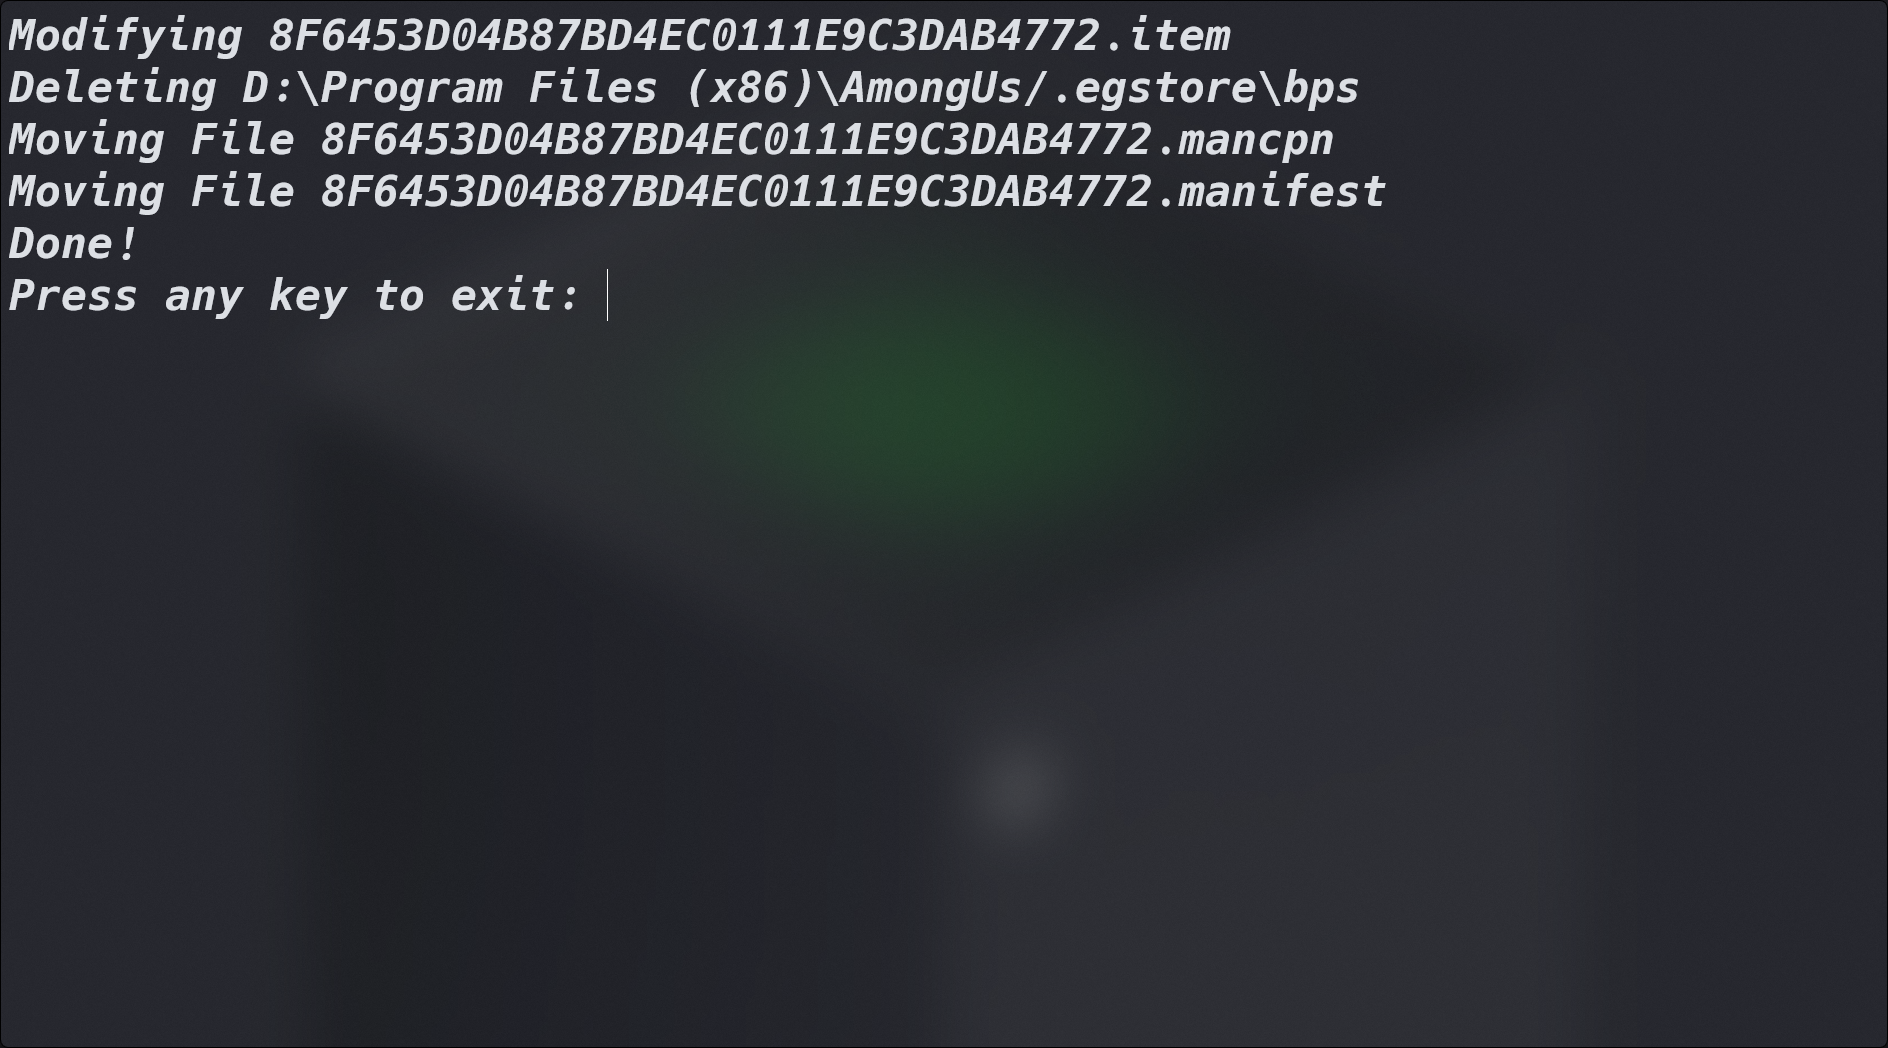 Modifying 8F6453D04B87BD4EC0111E9C3DAB4772.item
Deleting D:\Program Files (x86)\AmongUs/.egstore\bps
Moving File 8F6453D04B87BD4EC0111E9C3DAB4772.mancpn
Moving File 8F6453D04B87BD4EC0111E9C3DAB4772.manifest
Done!
Press any key to exit: